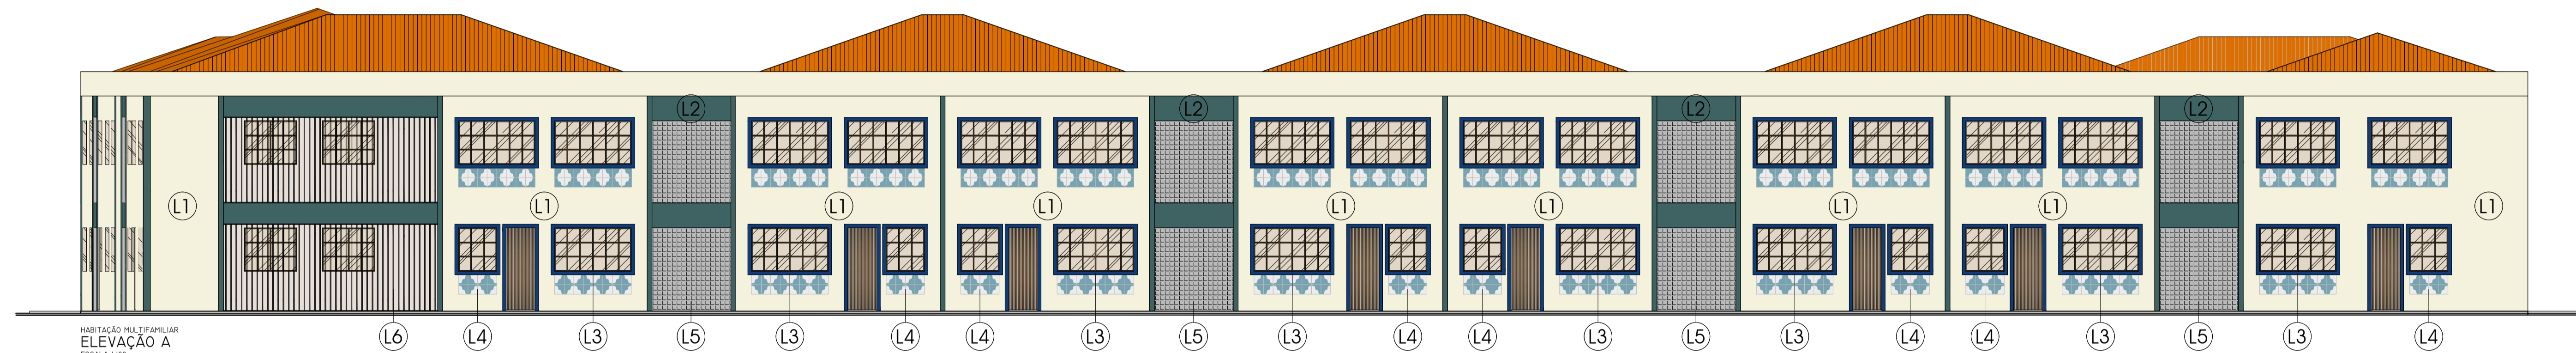 L2 L2 L2 L2
L1 L1 L1 L1 L1 L1 L1 L1 L1
L6 L4 L3 L5 L3 L4 L4 L3 L5 L3 L4 L4 L3 L5 L3 L4 L4 L3 L5 L3 L4
HABITAÇÃO MULTIFAMILIAR
ELEVAÇÃO A